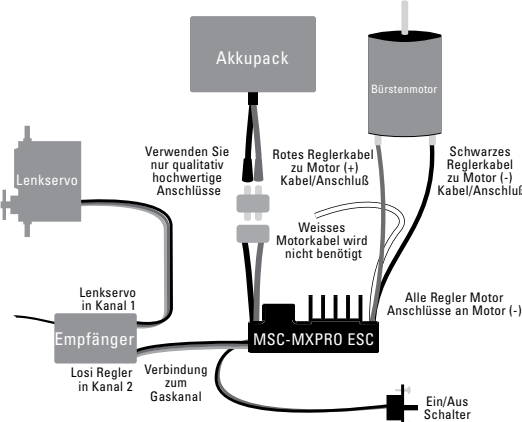 Akkupack
Bürstenmotor
Lenkservo
Verwenden Sie
nur qualitativ
hochwertige
Anschlüsse
Rotes Reglerkabel
zu Motor (+)
Kabel/Anschluß
Schwarzes
Reglerkabel
zu Motor (-)
Kabel/Anschluß
Weisses
Motorkabel wird
nicht benötigt
Lenkservo
in Kanal 1
Empfänger
MSC-MXPRO ESC
Alle Regler Motor
Anschlüsse an Motor (-)
Losi Regler
in Kanal 2
Verbindung
zum
Gaskanal
Ein/Aus
Schalter